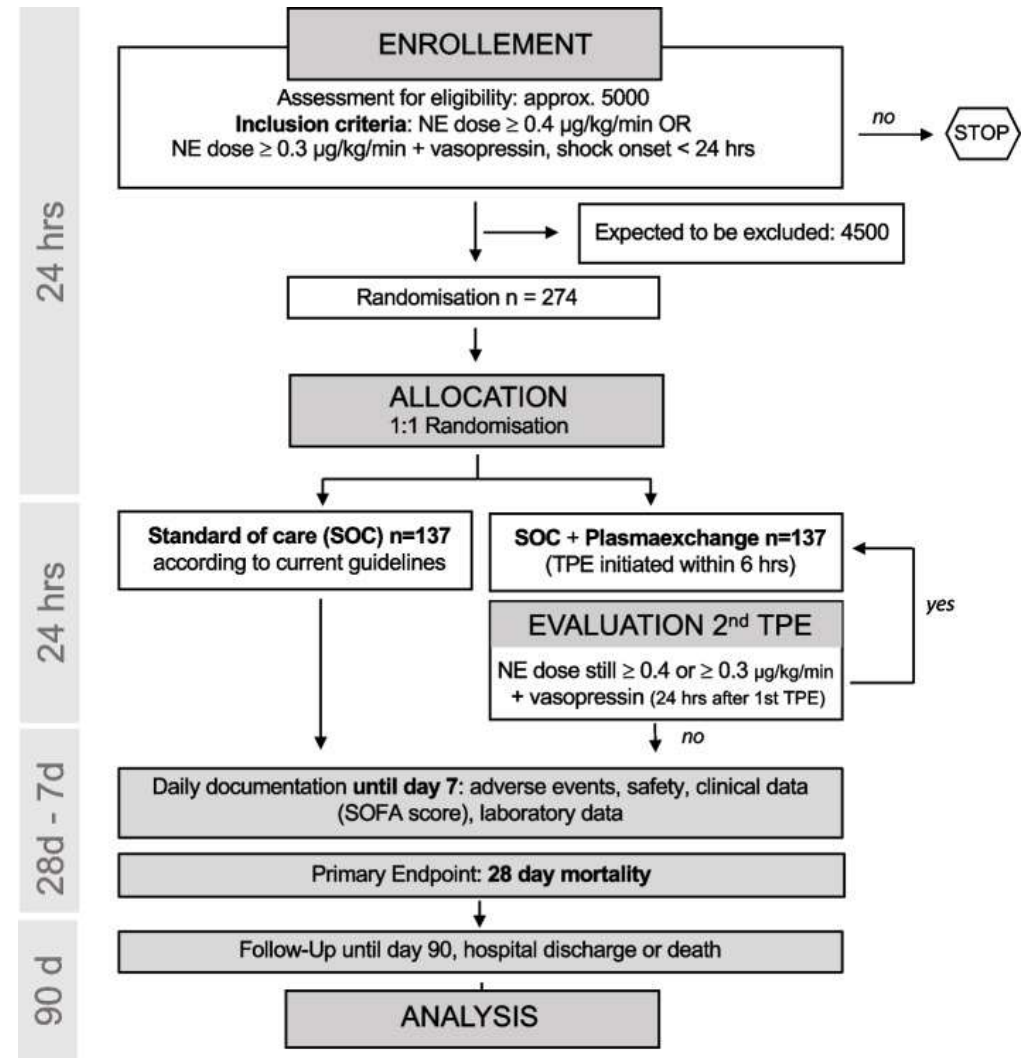 ENROLLEMENT
Assessment for eligibility: approx. 5000
Inclusion criteria: NE dose ≥ 0.4 µg/kg/min OR
NE dose ≥ 0.3 µg/kg/min + vasopressin, shock onset < 24 hrs
no
STOP
24 hrs
Expected to be excluded: 4500
Randomisation n = 274
ALLOCATION
1:1 Randomisation
24 hrs
Standard of care (SOC) n=137
according to current guidelines
SOC + Plasmaexchange n=137
(TPE initiated within 6 hrs)
yes
EVALUATION 2nd TPE
NE dose still ≥ 0.4 or ≥ 0.3 µg/kg/min
+ vasopressin (24 hrs after 1st TPE)
no
28d - 7d
Daily documentation until day 7: adverse events, safety, clinical data
(SOFA score), laboratory data
Primary Endpoint: 28 day mortality
90 d
Follow-Up until day 90, hospital discharge or death
ANALYSIS